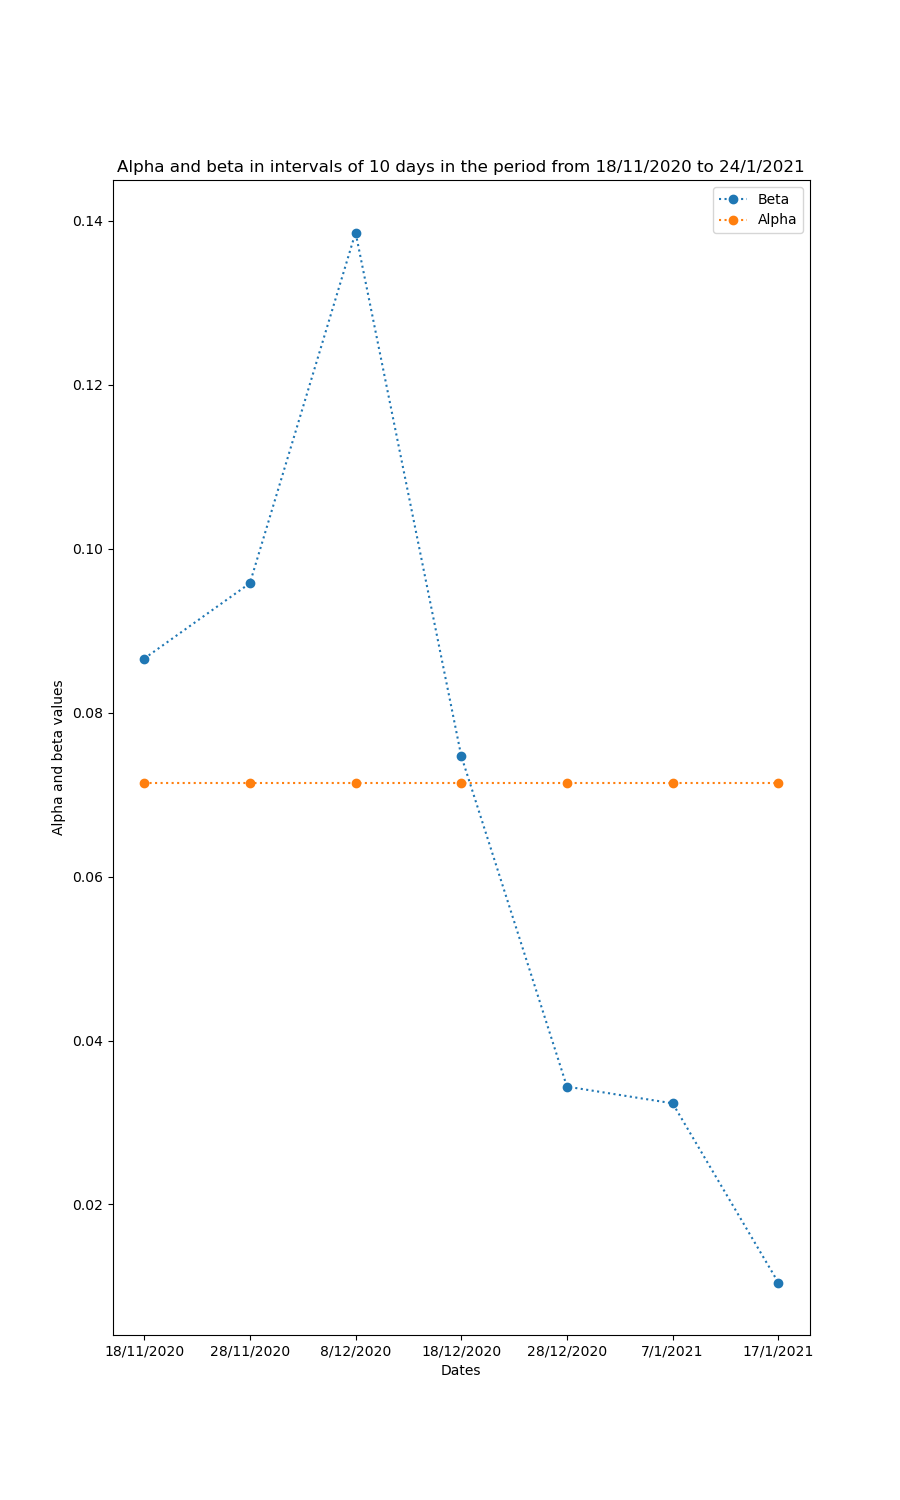 Alpha and beta in intervals of 10 days in the period from 18/11/2020 to 24/1/2021
Beta
Alpha
0.14
0.12
0.10
0.08
0.06
0.04
0.02
Alpha and beta values
18/11/2020 28/11/2020 8/12/2020 18/12/2020 28/12/2020 7/1/2021 17/1/2021
Dates